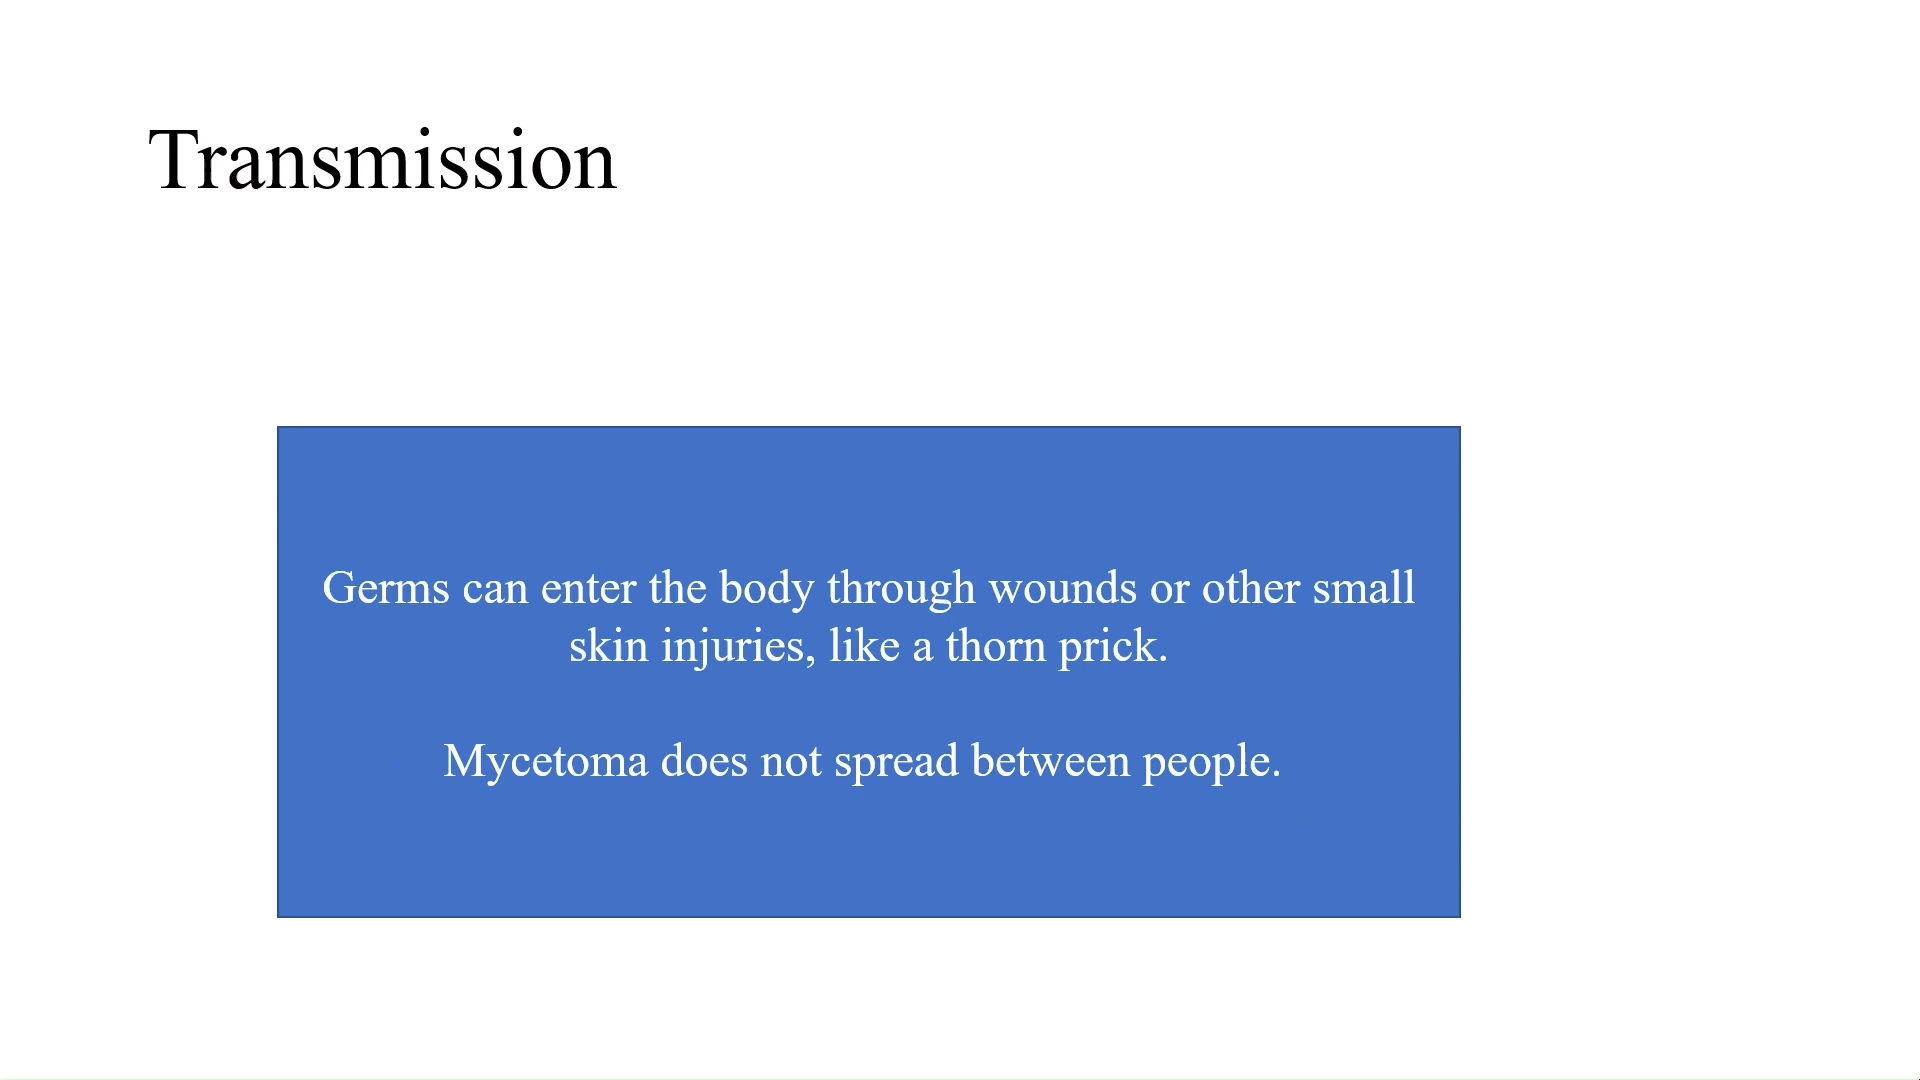 Transmission
Germs can enter the body through wounds or other small
skin injuries, like a thorn prick.
Mycetoma does not spread between people.